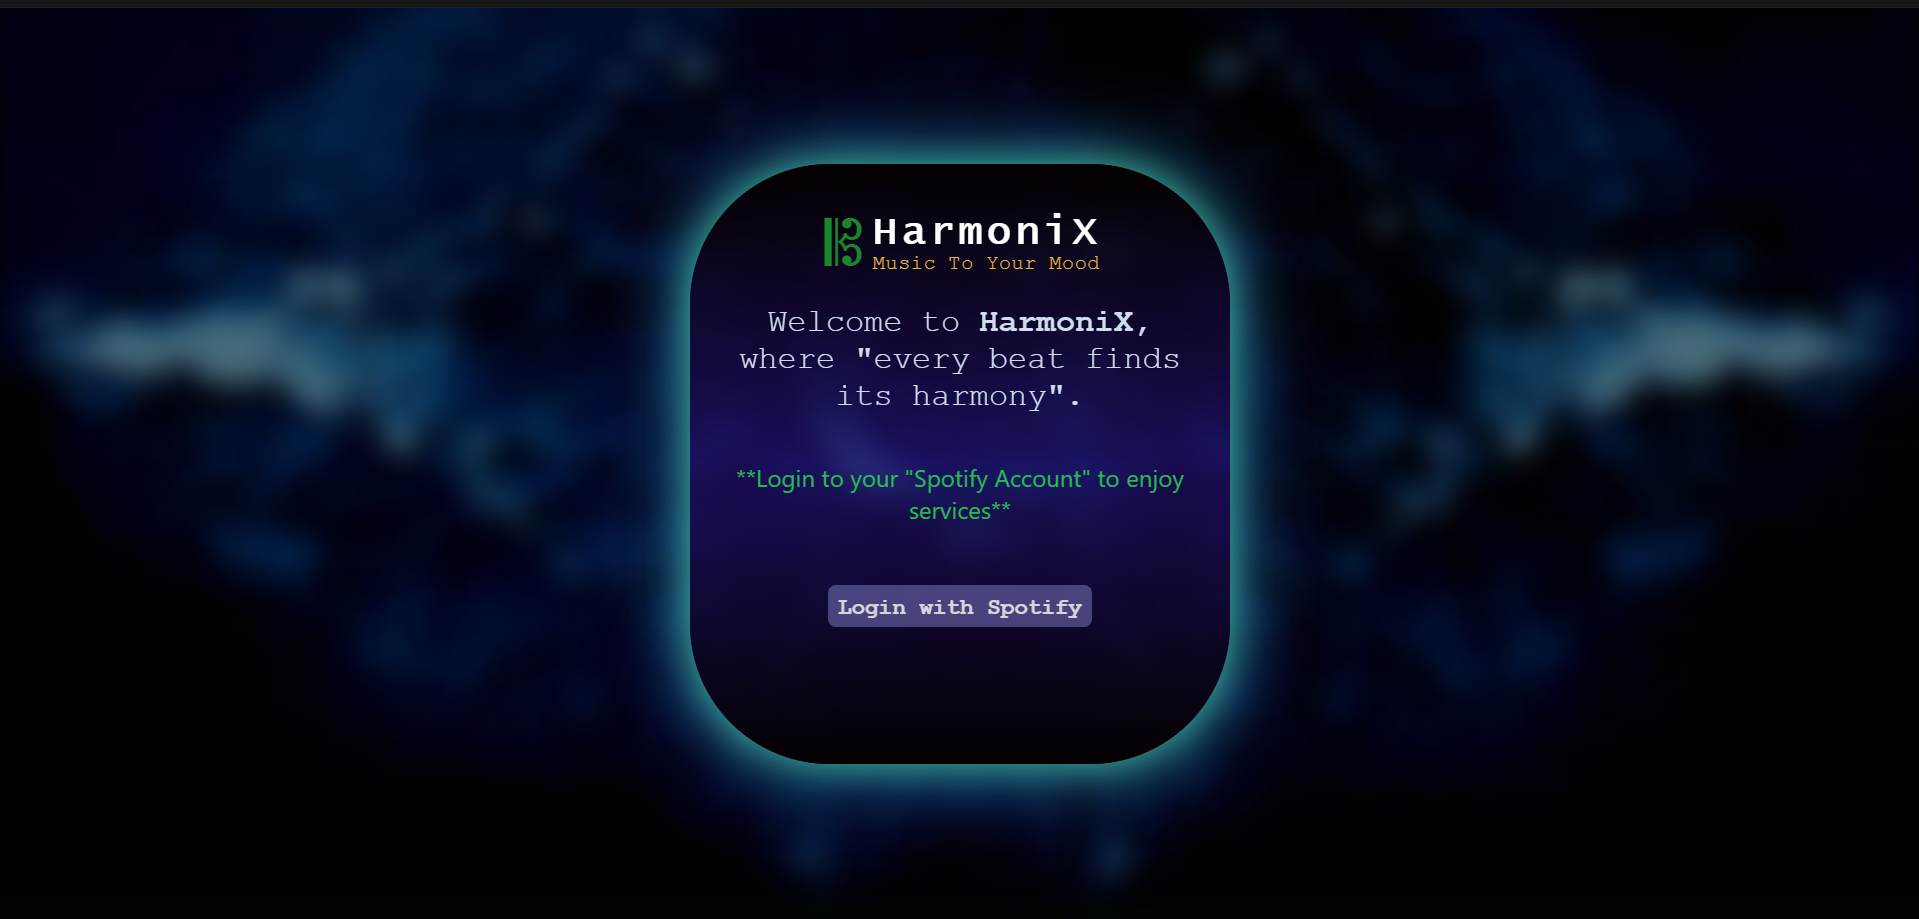 HarmoniX
Music To Your Mood
Welcome to HarmoniX,
where "every beat finds
its harmony".
**Login to your "Spotify Account" to enjoy
services**
Login with Spotify